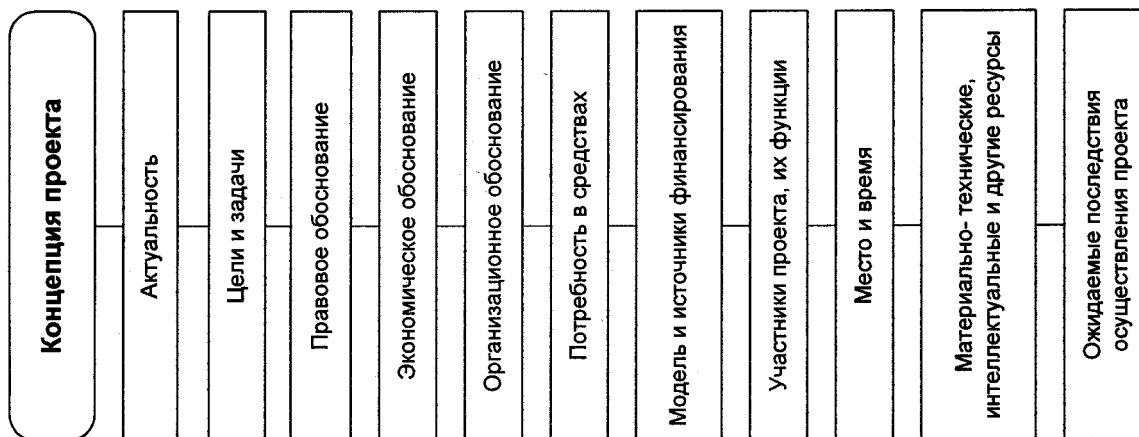 Концепция проекта
Актуальность
Цели и задачи
Правовое обоснование
Экономическое обоснование
Организационное обоснование
Потребность в средствах
Модель и источники финансирования
Участники проекта, их функции
Место и время
Материально- технические,
интеллектуальные и другие ресурсы
Ожидаемые последствия
осуществления проекта